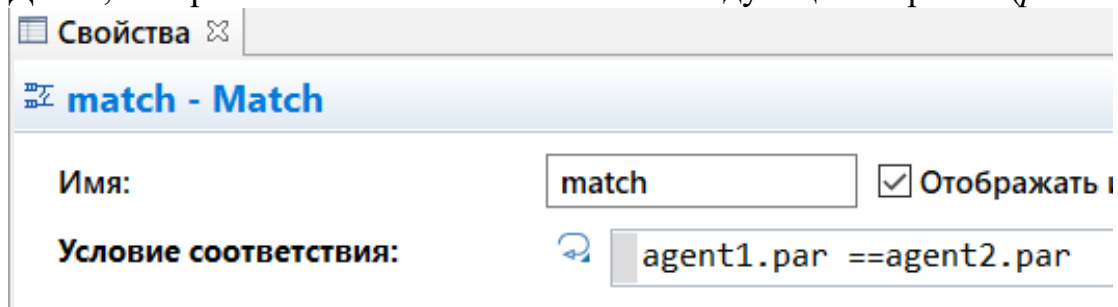 Свойства
match - Match
Имя:
match
Отображать
Условие соответствия:
agent1.par ==agent2.par